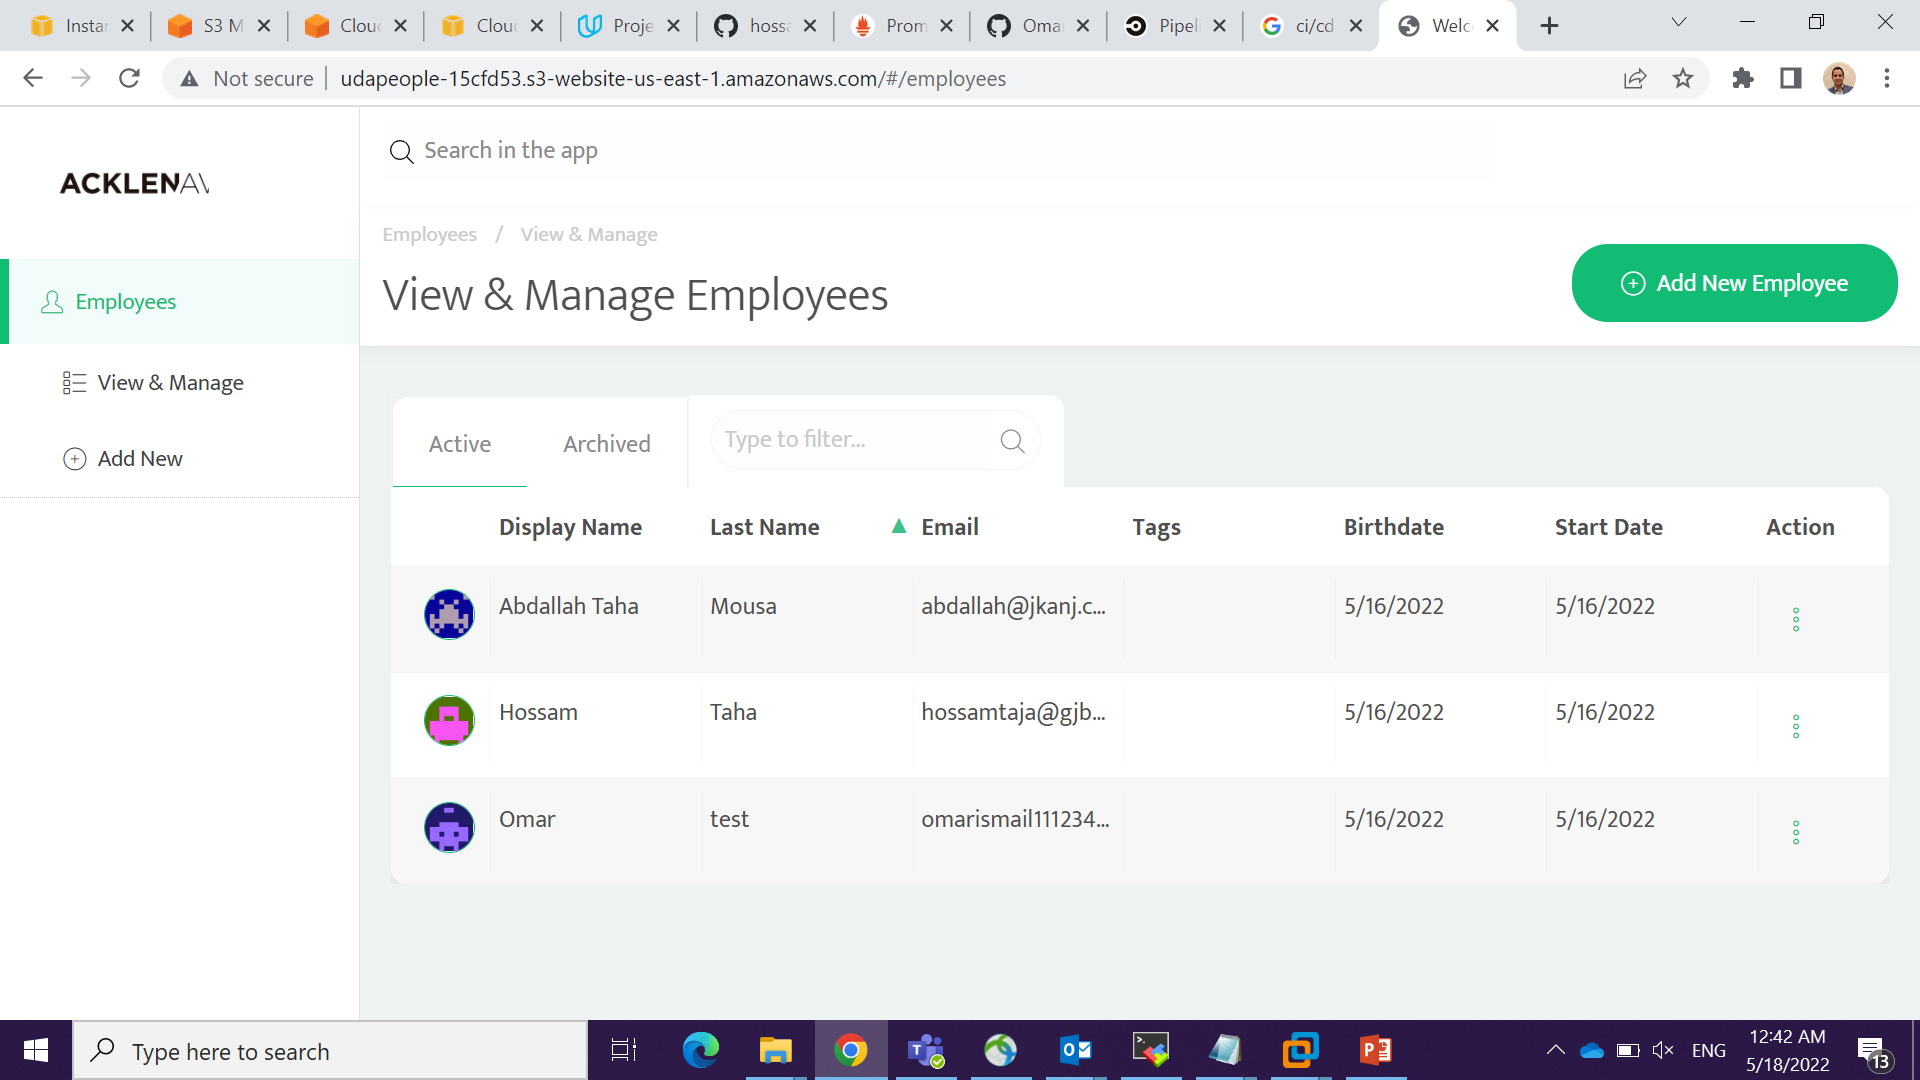 Instan
S3 M
Cloud
Cloud
Proje
hossa
Prom
Omar
Pipeli
ci/cd
Welc
Not secure
udapeople-15cfd53.s3-website-us-east-1.amazonaws.com/#/employees
ACKLENAV
Search in the app
Employees / View & Manage
View & Manage Employees
Add New Employee
Employees
View & Manage
Add New
Active Archived Type to filter...
Display Name Last Name Email Tags Birthdate Start Date Action
Abdallah Taha Mousa abdallah@jkanj.c... 5/16/2022 5/16/2022
Hossam Taha hossamtaja@gjb... 5/16/2022 5/16/2022
Omar test omarismail111234... 5/16/2022 5/16/2022
Type here to search
ENG
12:42 AM
5/18/2022
13